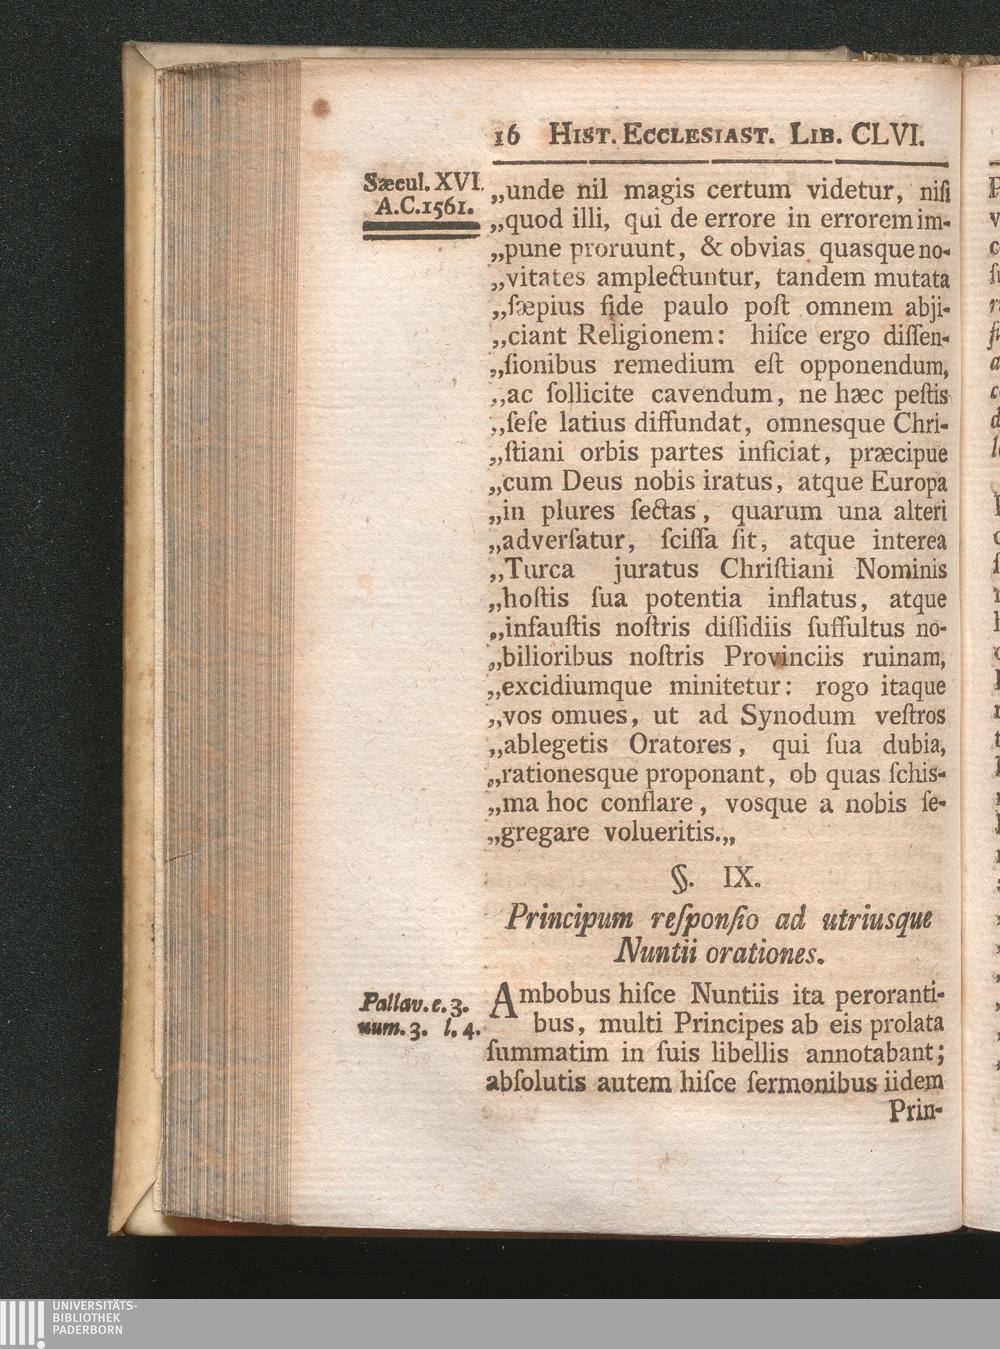 16 Hist. Ecclesiast. Lib. CLVI.
Sæcul. XVI.
A.C.1561.
„unde nil magis certum videtur, niſi
„quod illi, qui de errore in errorem im-
„pune proruunt, & obvias quasque no-
„vitates amplectuntur, tandem mutata
„ſæpius fide paulo poſt omnem abji-
„ciant Religionem: hiſce ergo diſſen-
„ſionibus remedium eſt opponendum,
„ac ſollicite cavendum, ne hæc peſtis
„ſeſe latius diffundat, omnesque Chri-
„ſtiani orbis partes inficiat, præcipue
„cum Deus nobis iratus, atque Europa
„in plures ſectas, quarum una alteri
„adverſatur, ſciſſa ſit, atque interea
„Turca juratus Chriſtiani Nominis
„hoſtis ſua potentia inflatus, atque
„infauſtis noſtris diſſidiis ſuffultus no-
„bilioribus noſtris Provinciis ruinam,
„excidiumque minitetur: rogo itaque
„vos omues, ut ad Synodum veſtros
„ablegetis Oratores, qui ſua dubia,
„rationesque proponant, ob quas ſchis-
„ma hoc conflare, vosque a nobis ſe-
„gregare volueritis.„
§. IX.
Principum reſponſio ad utriusque
Nuntii orationes.
Pallav. c. 3.
num. 3. l. 4.
Ambobus hiſce Nuntiis ita peroranti-
bus, multi Principes ab eis prolata
ſummatim in ſuis libellis annotabant;
abſolutis autem hiſce ſermonibus iidem
Prin-
UNIVERSITÄTS-
BIBLIOTHEK
PADERBORN